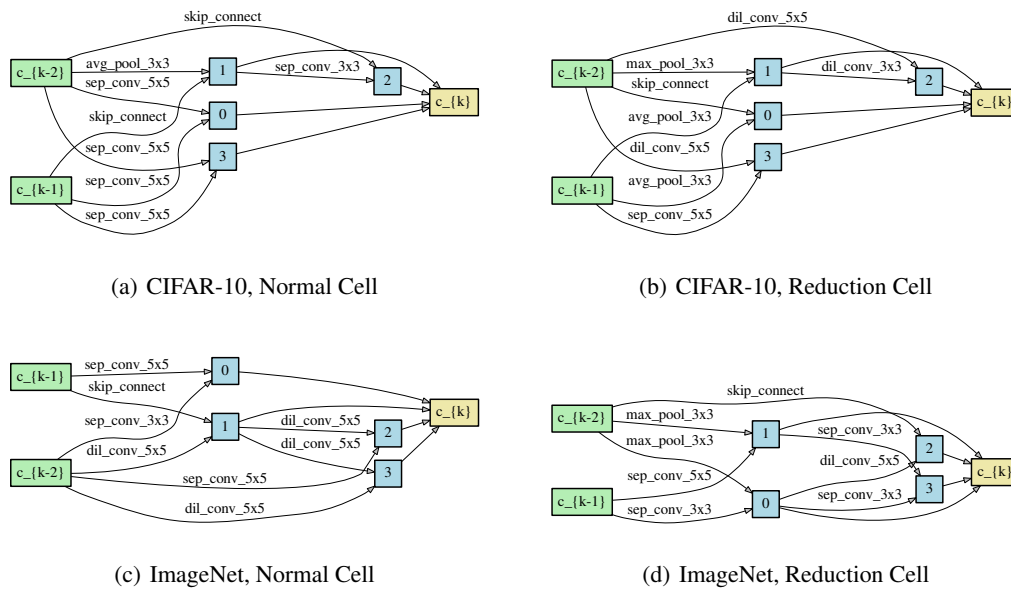 skip_connect
c_{k-2}
avg_pool_3x3
sep_conv_5x5
1
sep_conv_3x3
2
c_{k}
skip_connect
0
sep_conv_5x5
3
c_{k-1}
sep_conv_5x5
sep_conv_5x5
(a) CIFAR-10, Normal Cell
dil_conv_5x5
c_{k-2}
max_pool_3x3
skip_connect
1
dil_conv_3x3
2
c_{k}
avg_pool_3x3
0
dil_conv_5x5
3
c_{k-1}
avg_pool_3x3
sep_conv_5x5
(b) CIFAR-10, Reduction Cell
c_{k-1}
sep_conv_5x5
0
skip_connect
sep_conv_3x3
1
dil_conv_5x5
c_{k}
dil_conv_5x5
dil_conv_5x5
2
c_{k-2}
sep_conv_5x5
3
dil_conv_5x5
(c) ImageNet, Normal Cell
skip_connect
c_{k-2}
max_pool_3x3
1
sep_conv_3x3
max_pool_3x3
2
dil_conv_5x5
c_{k}
sep_conv_5x5
c_{k-1}
0
sep_conv_3x3
3
sep_conv_3x3
(d) ImageNet, Reduction Cell